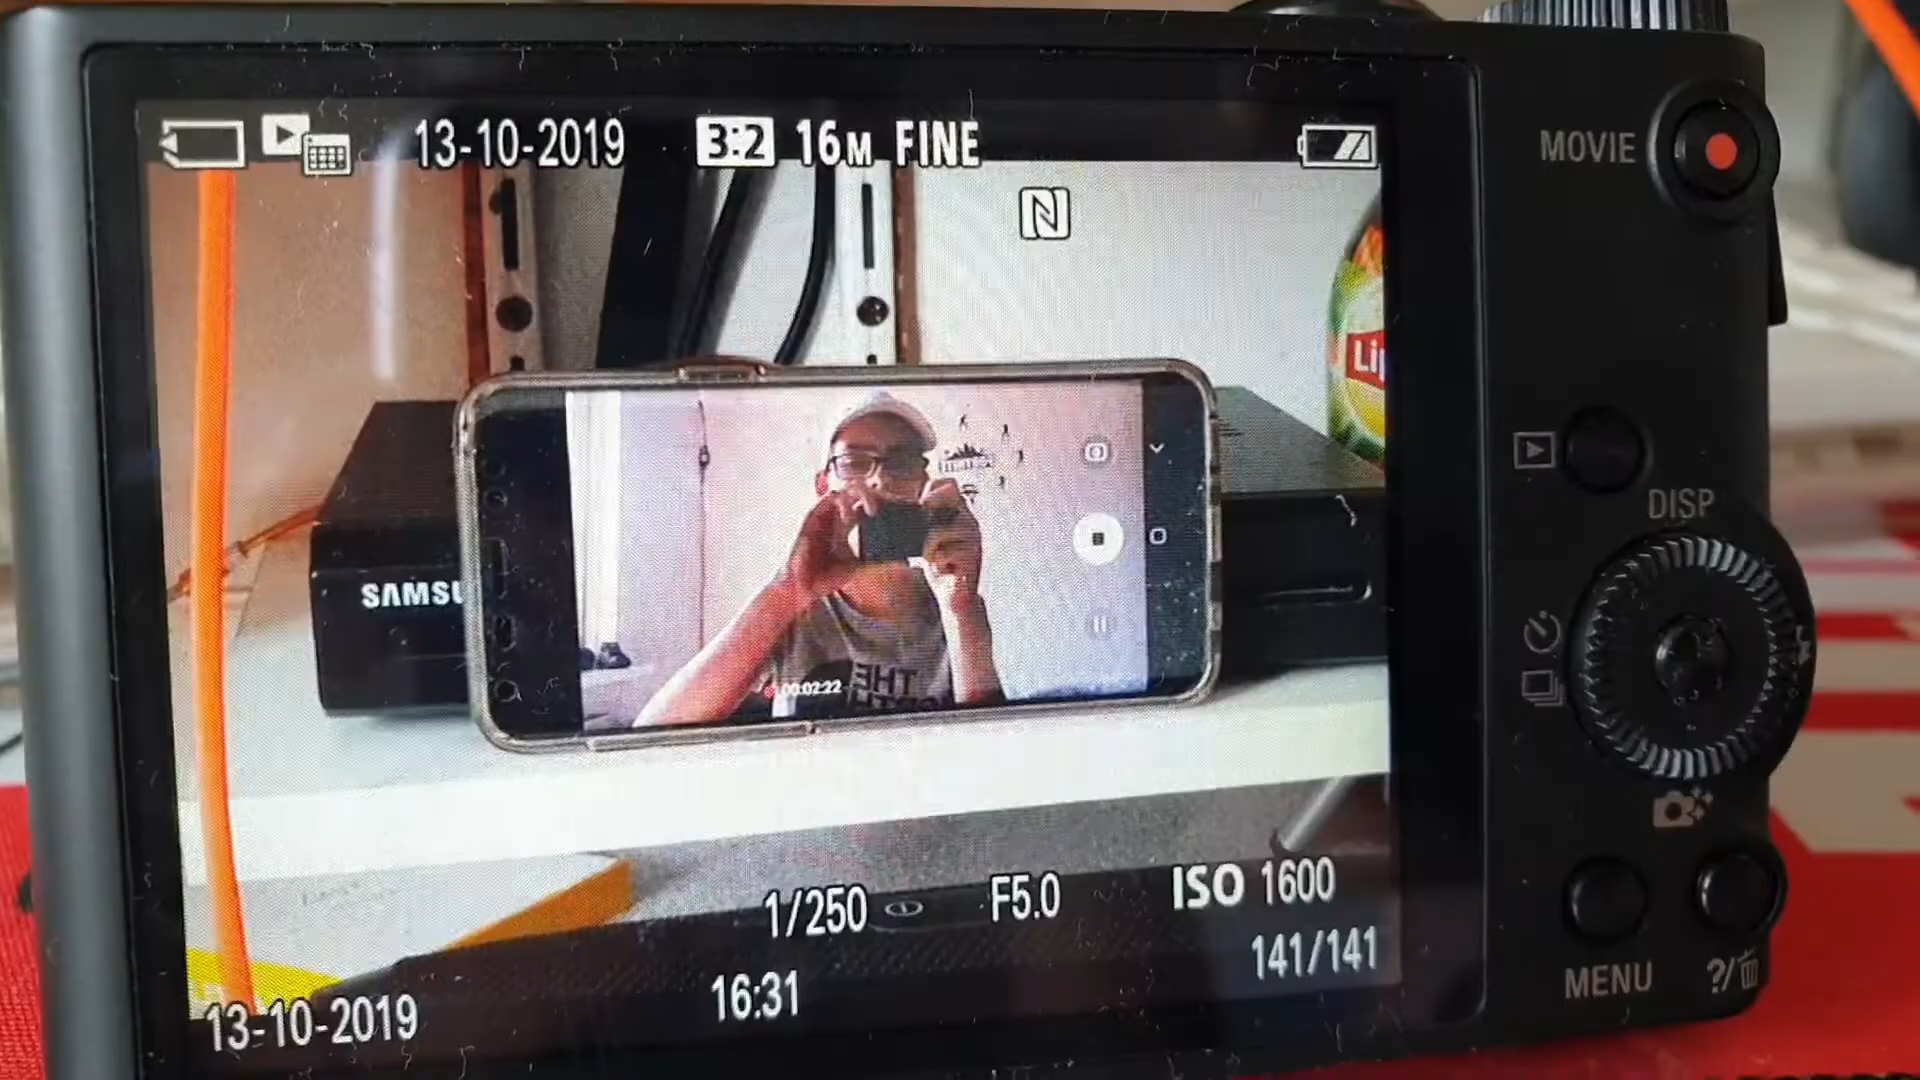 13-10-2019 3:2 16M FINE
MOVIE
N
SAMSU
00:02:22
THE
DISP
1/250 F5.0 ISO 1600
141/141
13-10-2019 16:31
MENU ?/